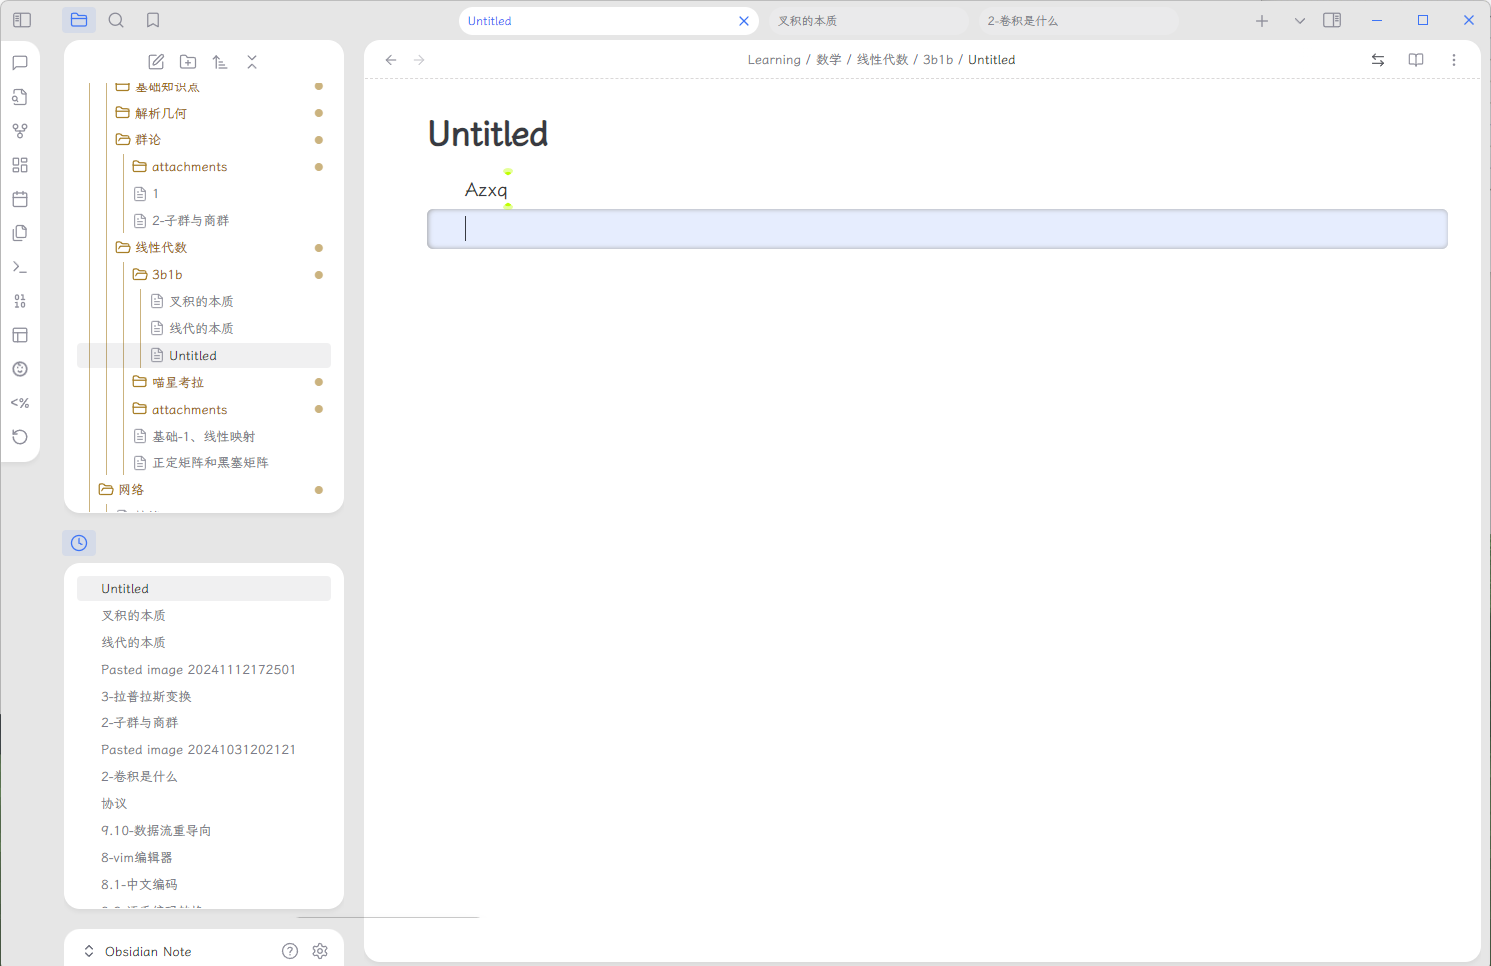 Untitled
叉积的本质
2-卷积是什么
基础知识点
解析几何
群论
attachments
1
2-子群与商群
线性代数
3b1b
叉积的本质
线代的本质
Untitled
喵星考拉
attachments
基础-1、线性映射
正定矩阵和黑塞矩阵
网络
Untitled
叉积的本质
线代的本质
Pasted image 20241112172501
3-拉普拉斯变换
2-子群与商群
Pasted image 20241031202121
2-卷积是什么
协议
9.10-数据流重导向
8-vim编辑器
8.1-中文编码
Obsidian Note
Learning / 数学 / 线性代数 / 3b1b / Untitled
Untitled
Azxq